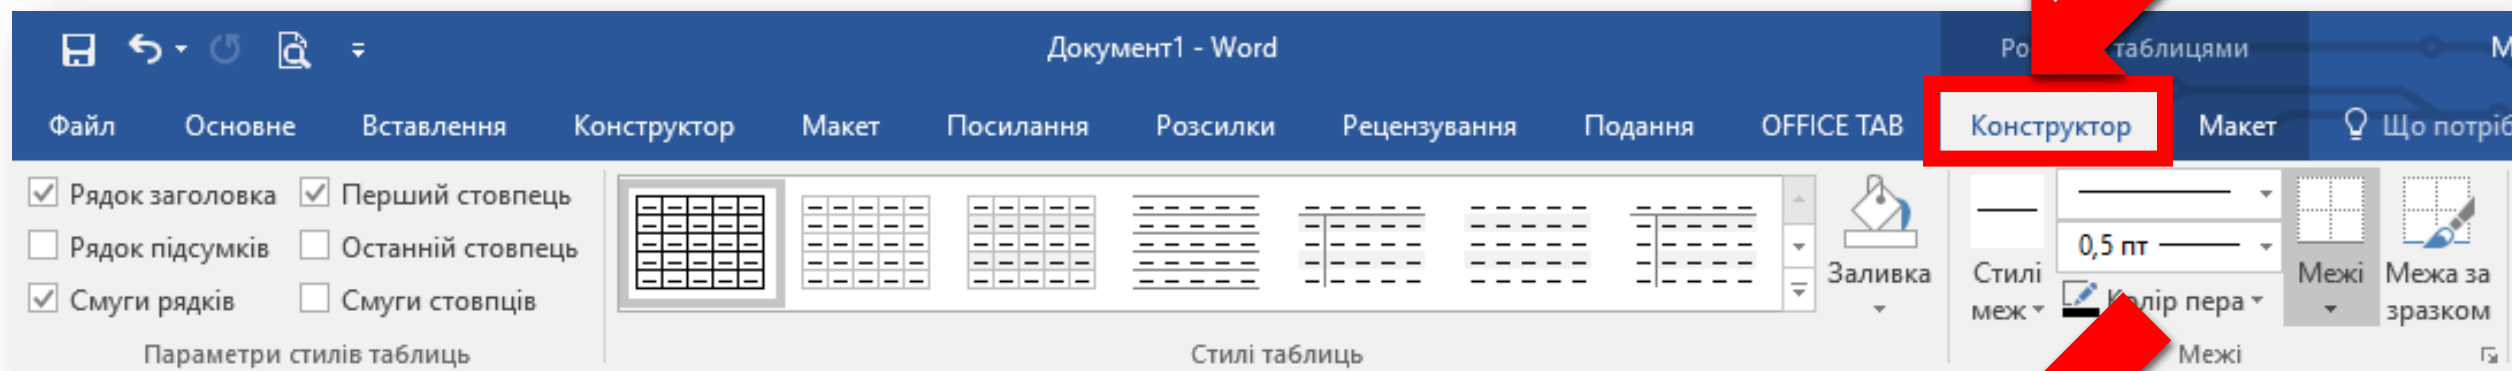 Документ1 - Word
таблицями
Файл Основне Вставлення Конструктор Макет Посилання Розсилки Рецензування Подання OFFICE TAB Конструктор Макет Що
Рядок заголовка Перший стовпець
Рядок підсумків Останній стовпець
Смуги рядків Смуги стовпців
Параметри стилів таблиць
Стилі таблиць
Заливка
Стилі
меж
0,5 пт
Колір пера
Межі
Межа за
зразком
Межі